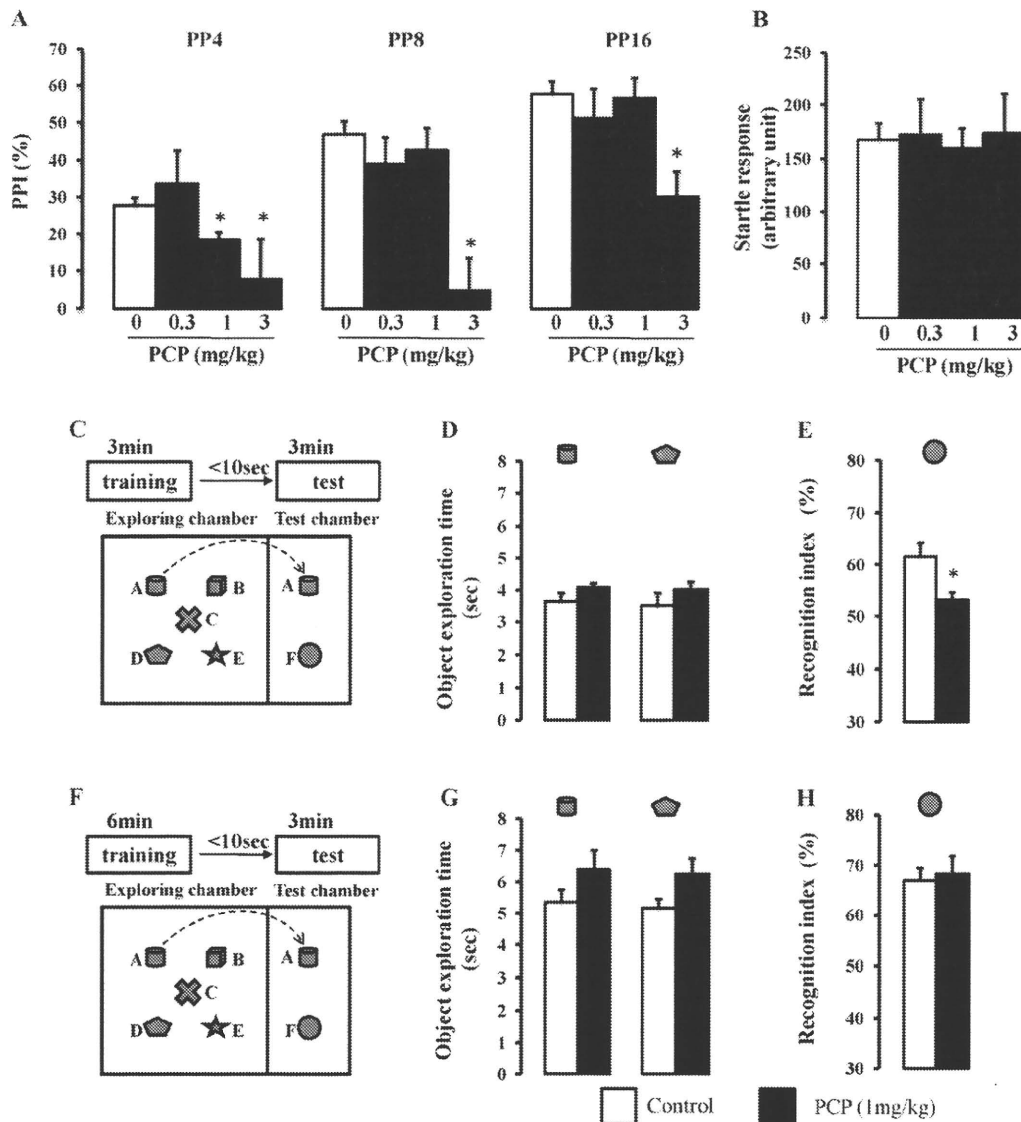 A
B
PP4
PP8
PP16
PPI (%)
70
60
50
40
30
20
10
0
0 0.3 1 3
PCP (mg/kg)
0 0.3 1 3
PCP (mg/kg)
0 0.3 1 3
PCP (mg/kg)
* *
*
*
Startle response
(arbitrary unit)
250
200
150
100
50
0
0 0.3 1 3
PCP (mg/kg)
C
3min
3min
training
<10sec
test
Exploring chamber
Test chamber
A
B
C
D
E
A
F
D
Object exploration time
(sec)
8
7
6
5
4
3
2
1
0
E
Recognition index (%)
80
70
60
50
40
30
*
F
6min
3min
training
<10sec
test
Exploring chamber
Test chamber
A
B
C
D
E
A
F
G
Object exploration time
(sec)
8
7
6
5
4
3
2
1
0
H
Recognition index (%)
80
70
60
50
40
30
Control
PCP (1mg/kg)